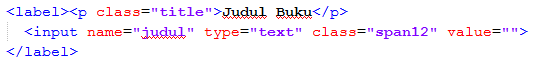 <label><p class="title">Judul Buku</p>
<input name="judul" type="text" class="span12" value="">
</label>